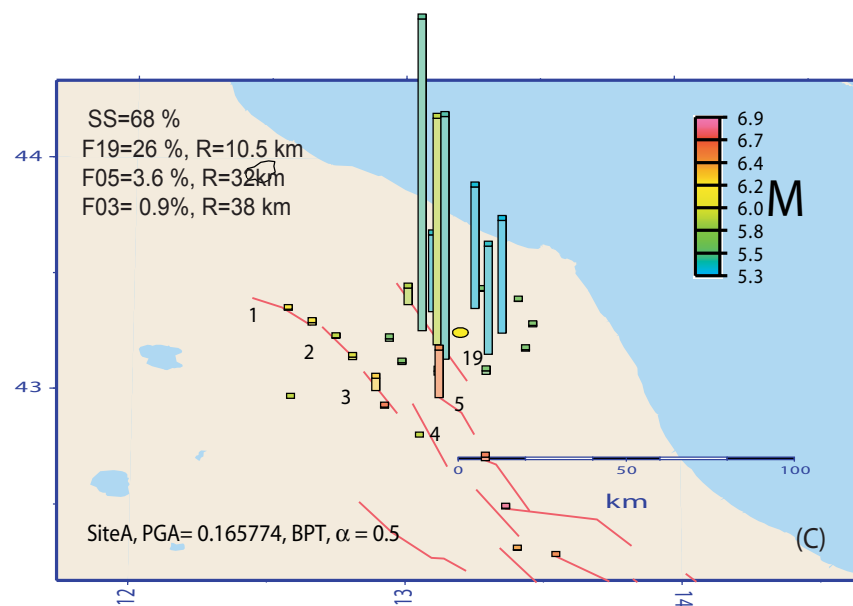 SS=68 %
F19=26 %, R=10.5 km
F05=3.6 %, R=32km
F03= 0.9%, R=38 km
44
43
6.9
6.7
6.4
6.2
6.0
5.8
5.5
5.3
M
1
2
3
4
5
19
0 50 100
km
SiteA, PGA= 0.165774, BPT, α = 0.5
(C)
12 13 14